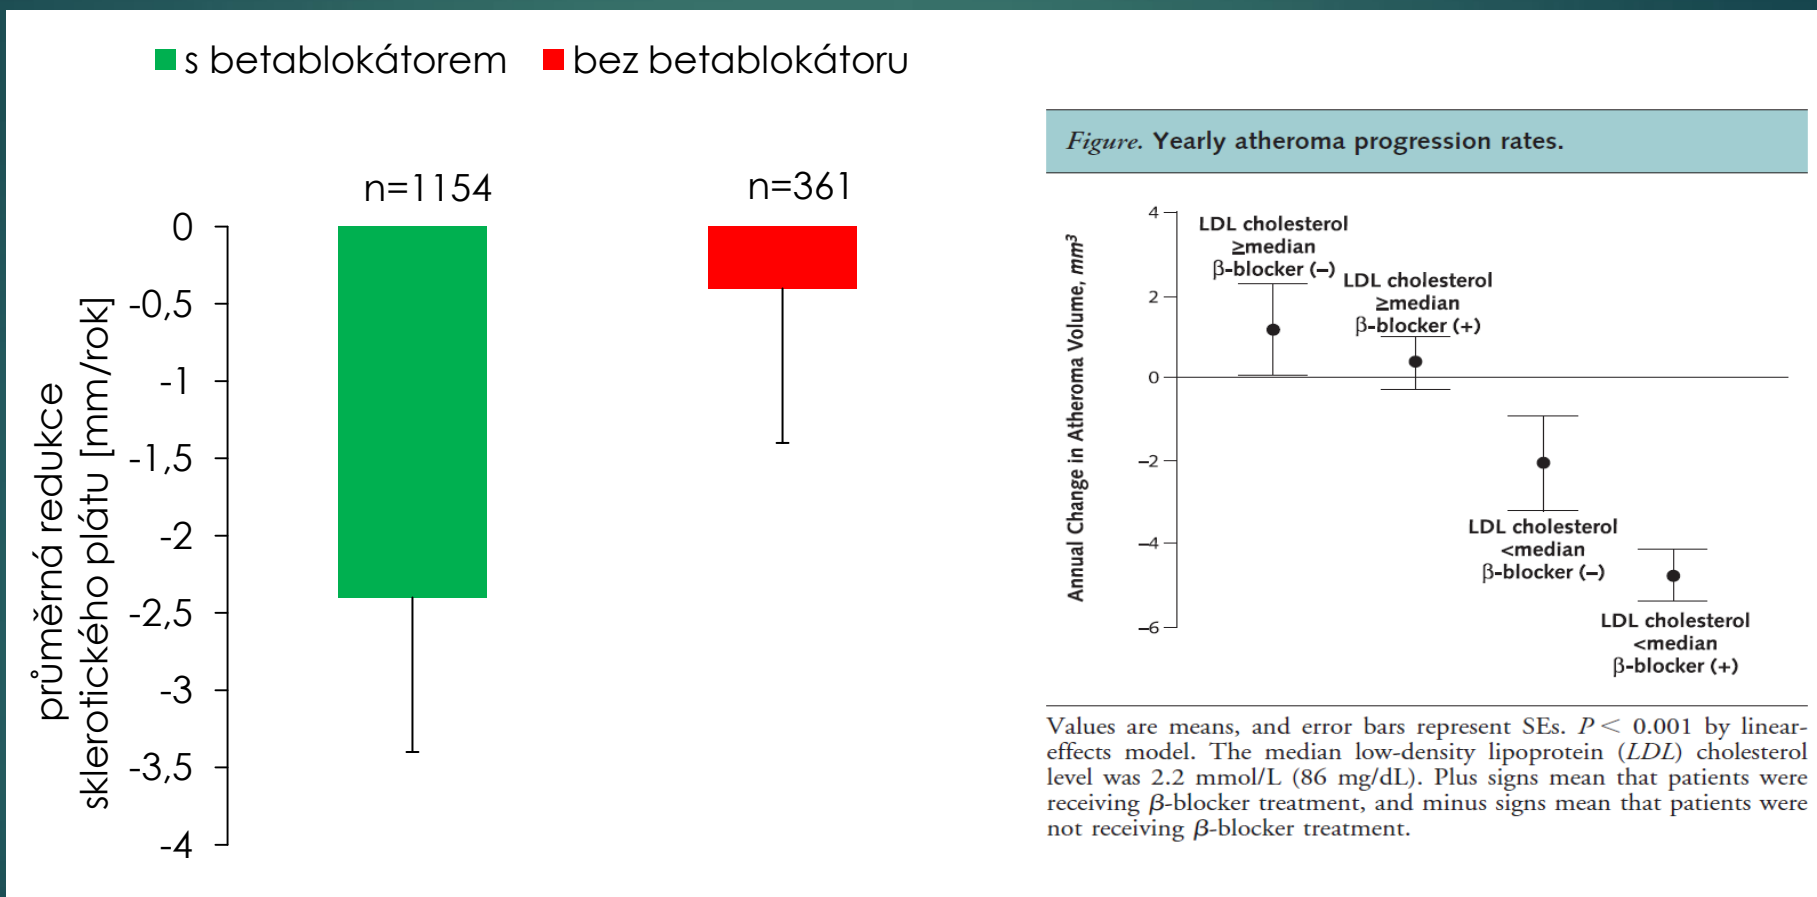 s betablokátorem
bez betablokátoru
n=1154
n=361
průměrná redukce
sklerotického plátu [mm/rok]
0
-0,5
-1
-1,5
-2
-2,5
-3
-3,5
-4
Figure. Yearly atheroma progression rates.
Annual Change in Atheroma Volume, mm³
4
2
0
–2
–4
–6
LDL cholesterol
≥median
β-blocker (–)
LDL cholesterol
≥median
β-blocker (+)
LDL cholesterol
<median
β-blocker (–)
LDL cholesterol
<median
β-blocker (+)
Values are means, and error bars represent SEs. P < 0.001 by linear-
effects model. The median low-density lipoprotein (LDL) cholesterol
level was 2.2 mmol/L (86 mg/dL). Plus signs mean that patients were
receiving β-blocker treatment, and minus signs mean that patients were
not receiving β-blocker treatment.